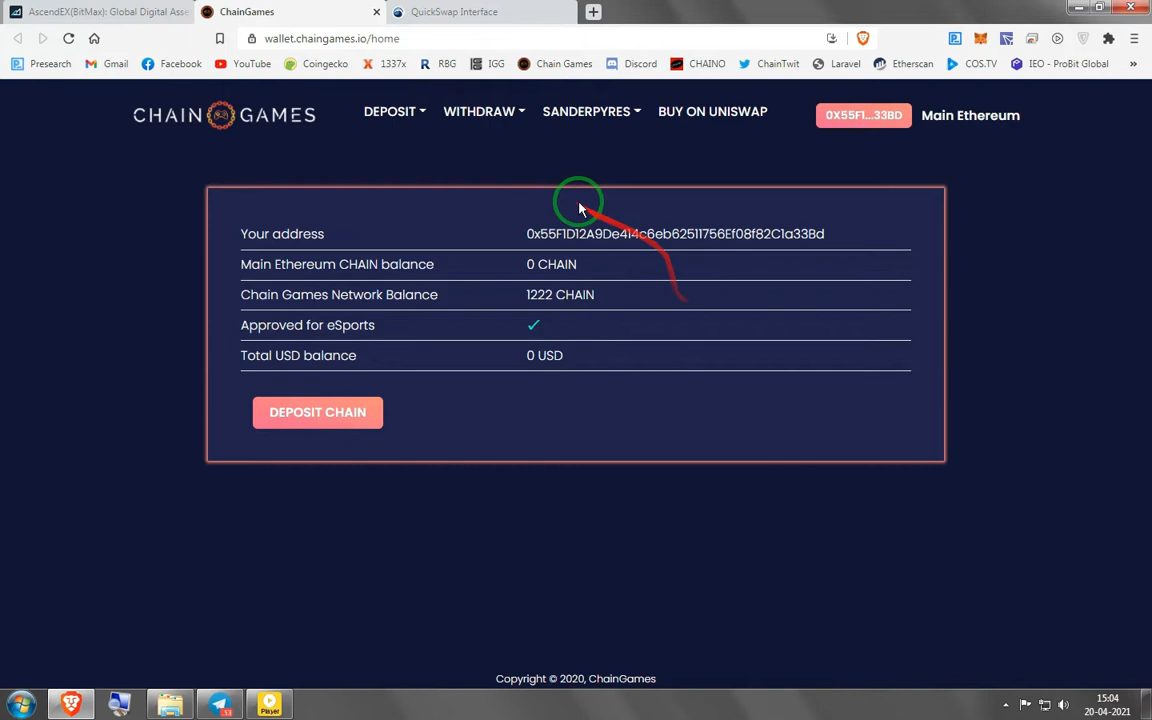 AscendEX(BitMax): Global Digital Asse
ChainGames
QuickSwap Interface
wallet.chaingames.io/home
Presearch
Gmail
Facebook
YouTube
Coingecko
1337x
RBG
IGG
Chain Games
Discord
CHAINO
ChainTwit
Laravel
Etherscan
COS.TV
IEO - ProBit Global
CHAIN GAMES
DEPOSIT
WITHDRAW
SANDERPYRES
BUY ON UNISWAP
0X55F1...33BD
Main Ethereum
Your address 0x55F1D12A9De414c6eb62511756Ef08f82C1a33Bd
Main Ethereum CHAIN balance 0 CHAIN
Chain Games Network Balance 1222 CHAIN
Approved for eSports ✓
Total USD balance 0 USD
DEPOSIT CHAIN
Copyright © 2020, ChainGames
Player
15:04
20-04-2021